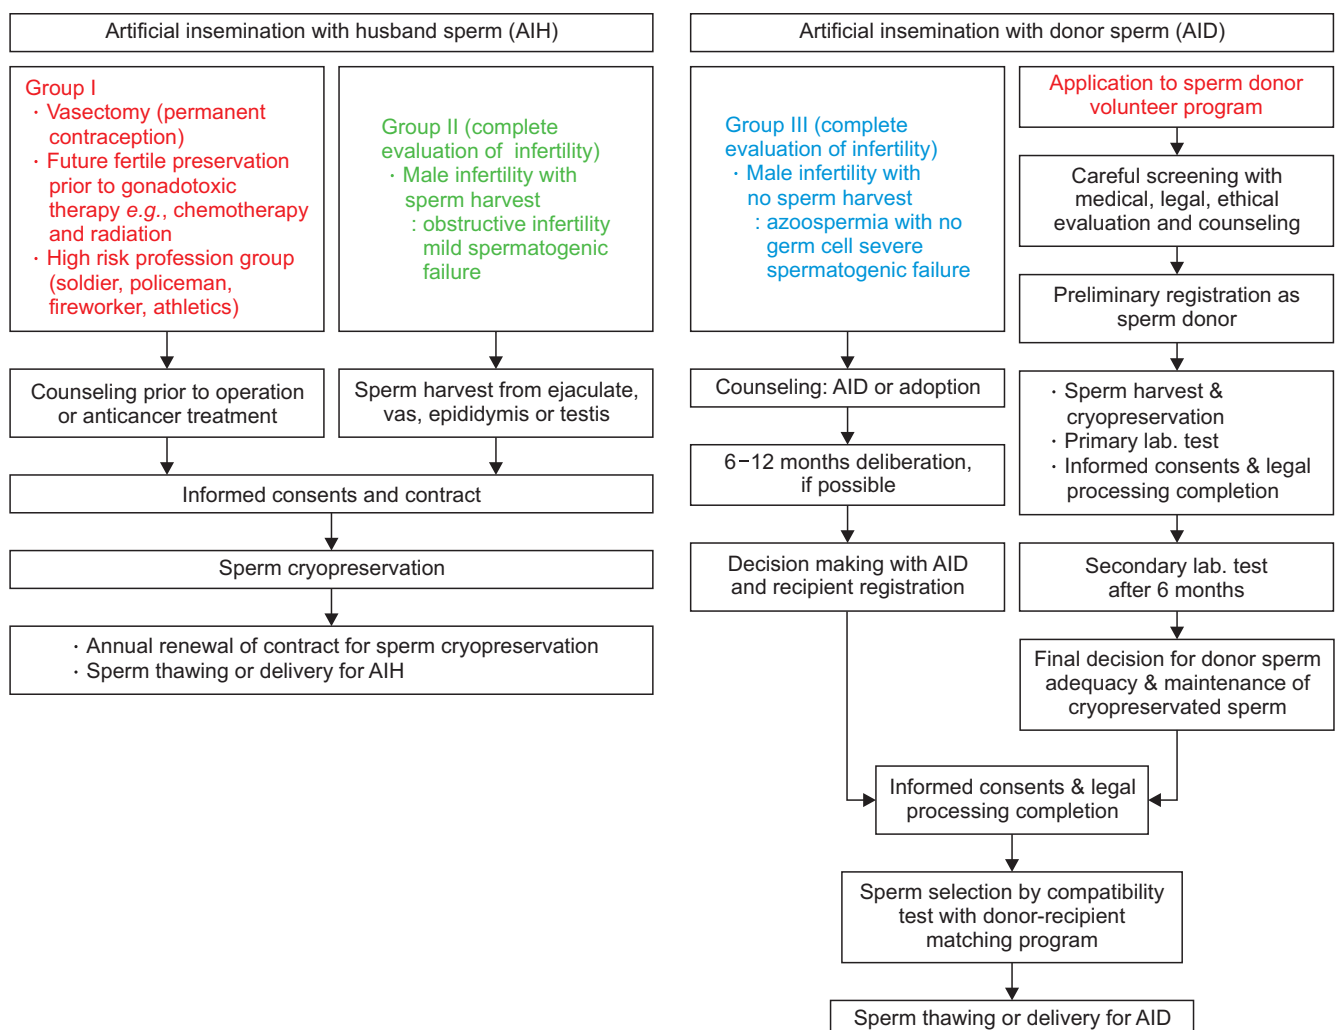 Artificial insemination with husband sperm (AIH)
Group I
· Vasectomy (permanent
contraception)
· Future fertile preservation
prior to gonadotoxic
therapy e.g., chemotherapy
and radiation
· High risk profession group
(soldier, policeman,
fireworker, athletics)
Group II (complete
evaluation of infertility)
· Male infertility with
sperm harvest
: obstructive infertility
mild spermatogenic
failure
Counseling prior to operation
or anticancer treatment
Sperm harvest from ejaculate,
vas, epididymis or testis
Informed consents and contract
Sperm cryopreservation
· Annual renewal of contract for sperm cryopreservation
· Sperm thawing or delivery for AIH
Artificial insemination with donor sperm (AID)
Group III (complete
evaluation of infertility)
· Male infertility with
no sperm harvest
: azoospermia with no
germ cell severe
spermatogenic failure
Counseling: AID or adoption
6−12 months deliberation,
if possible
Decision making with AID
and recipient registration
Application to sperm donor
volunteer program
Careful screening with
medical, legal, ethical
evaluation and counseling
Preliminary registration as
sperm donor
· Sperm harvest &
cryopreservation
· Primary lab. test
· Informed consents & legal
processing completion
Secondary lab. test
after 6 months
Final decision for donor sperm
adequacy & maintenance of
cryopreservated sperm
Informed consents & legal
processing completion
Sperm selection by compatibility
test with donor-recipient
matching program
Sperm thawing or delivery for AID